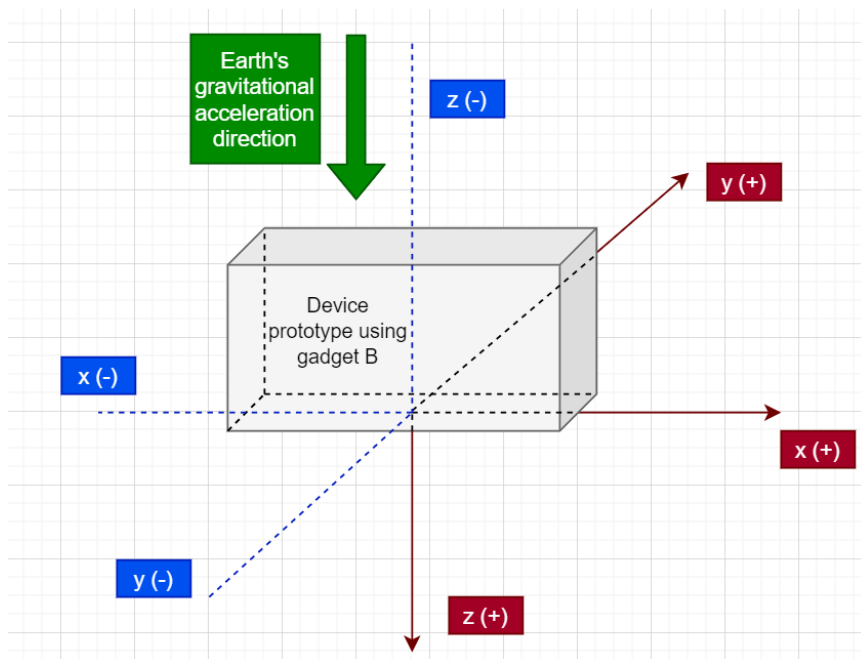 Earth's
gravitational
acceleration
direction
z (-)
y (+)
Device
prototype using
gadget B
x (-)
x (+)
y (-)
z (+)